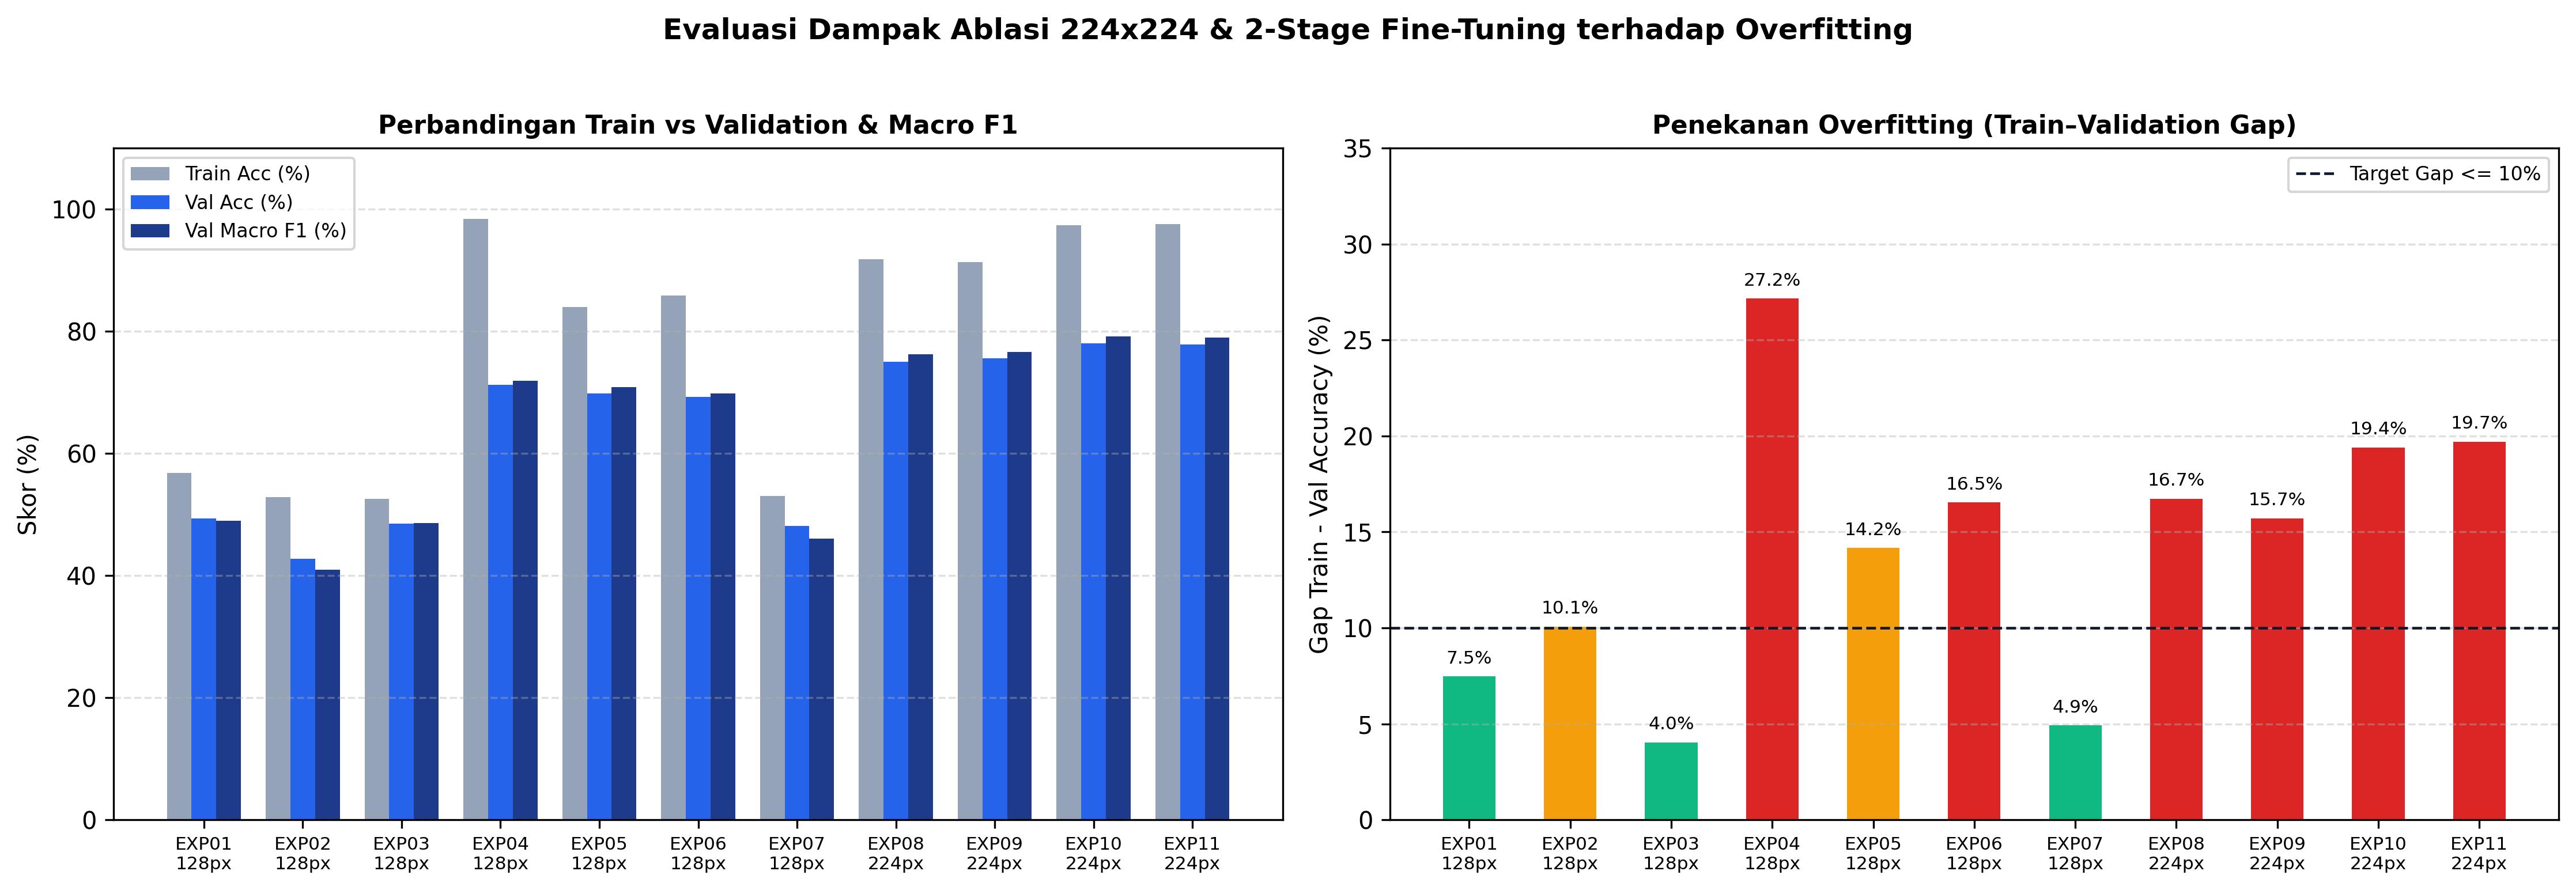 Evaluasi Dampak Ablasi 224x224 & 2-Stage Fine-Tuning terhadap Overfitting
Perbandingan Train vs Validation & Macro F1
Train Acc (%)
Val Acc (%)
Val Macro F1 (%)
Skor (%)
100
80
60
40
20
0
EXP01 EXP02 EXP03 EXP04 EXP05 EXP06 EXP07 EXP08 EXP09 EXP10 EXP11
128px 128px 128px 128px 128px 128px 128px 224px 224px 224px 224px
Penekanan Overfitting (Train–Validation Gap)
Target Gap <= 10%
Gap Train - Val Accuracy (%)
35
30
25
20
15
10
5
0
7.5%
10.1%
4.0%
27.2%
14.2%
16.5%
4.9%
16.7%
15.7%
19.4%
19.7%
EXP01 EXP02 EXP03 EXP04 EXP05 EXP06 EXP07 EXP08 EXP09 EXP10 EXP11
128px 128px 128px 128px 128px 128px 128px 224px 224px 224px 224px